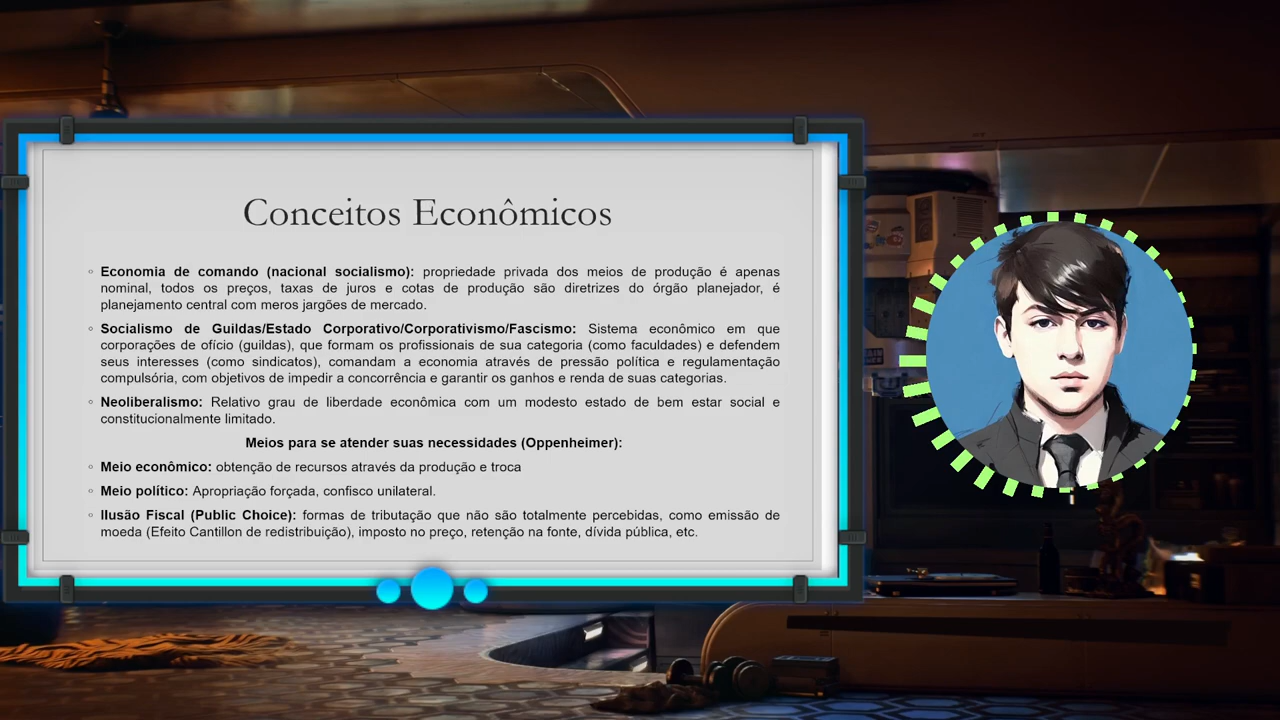 Conceitos Econômicos
Economia de comando (nacional socialismo): propriedade privada dos meios de produção é apenas
nominal, todos os preços, taxas de juros e cotas de produção são diretrizes do órgão planejador, é
planejamento central com meros jargões de mercado.
Socialismo de Guildas/Estado Corporativo/Corporativismo/Fascismo: Sistema econômico em que
corporações de ofício (guildas), que formam os profissionais de sua categoria (como faculdades) e defendem
seus interesses (como sindicatos), comandam a economia através de pressão política e regulamentação
compulsória, com objetivos de impedir a concorrência e garantir os ganhos e renda de suas categorias.
Neoliberalismo: Relativo grau de liberdade econômica com um modesto estado de bem estar social e
constitucionalmente limitado.
Meios para se atender suas necessidades (Oppenheimer):
Meio econômico: obtenção de recursos através da produção e troca
Meio político: Apropriação forçada, confisco unilateral.
Ilusão Fiscal (Public Choice): formas de tributação que não são totalmente percebidas, como emissão de
moeda (Efeito Cantillon de redistribuição), imposto no preço, retenção na fonte, dívida pública, etc.